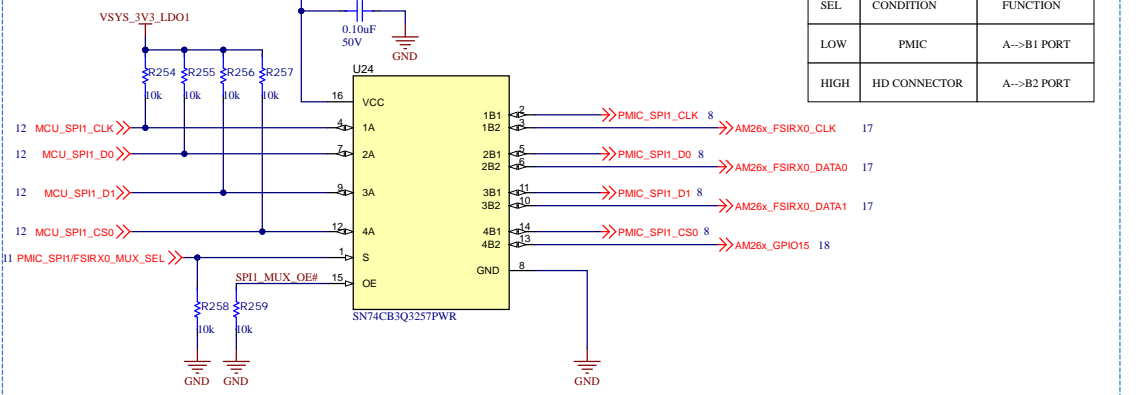 SEL CONDITION FUNCTION
LOW PMIC A-->B1 PORT
HIGH HD CONNECTOR A-->B2 PORT
VSYS_3V3_LDO1
0.10uF
50V
GND
R254 R255 R256 R257
10k 10k 10k 10k
U24
16 VCC
12 MCU_SPI1_CLK 4 1A
12 MCU_SPI1_D0 7 2A
12 MCU_SPI1_D1 9 3A
12 MCU_SPI1_CS0 12 4A
11 PMIC_SPI1/FSIRX0_MUX_SEL 1 S
SPI1_MUX_OE# 15 OE
1B1 2 PMIC_SPI1_CLK 8
1B2 3 AM26x_FSIRX0_CLK 17
2B1 5 PMIC_SPI1_D0 8
2B2 6 AM26x_FSIRX0_DATA0 17
3B1 11 PMIC_SPI1_D1 8
3B2 10 AM26x_FSIRX0_DATA1 17
4B1 14 PMIC_SPI1_CS0 8
4B2 13 AM26x_GPIO15 18
GND 8
SN74CB3Q3257PWR
R258 R259
10k 10k
GND GND GND